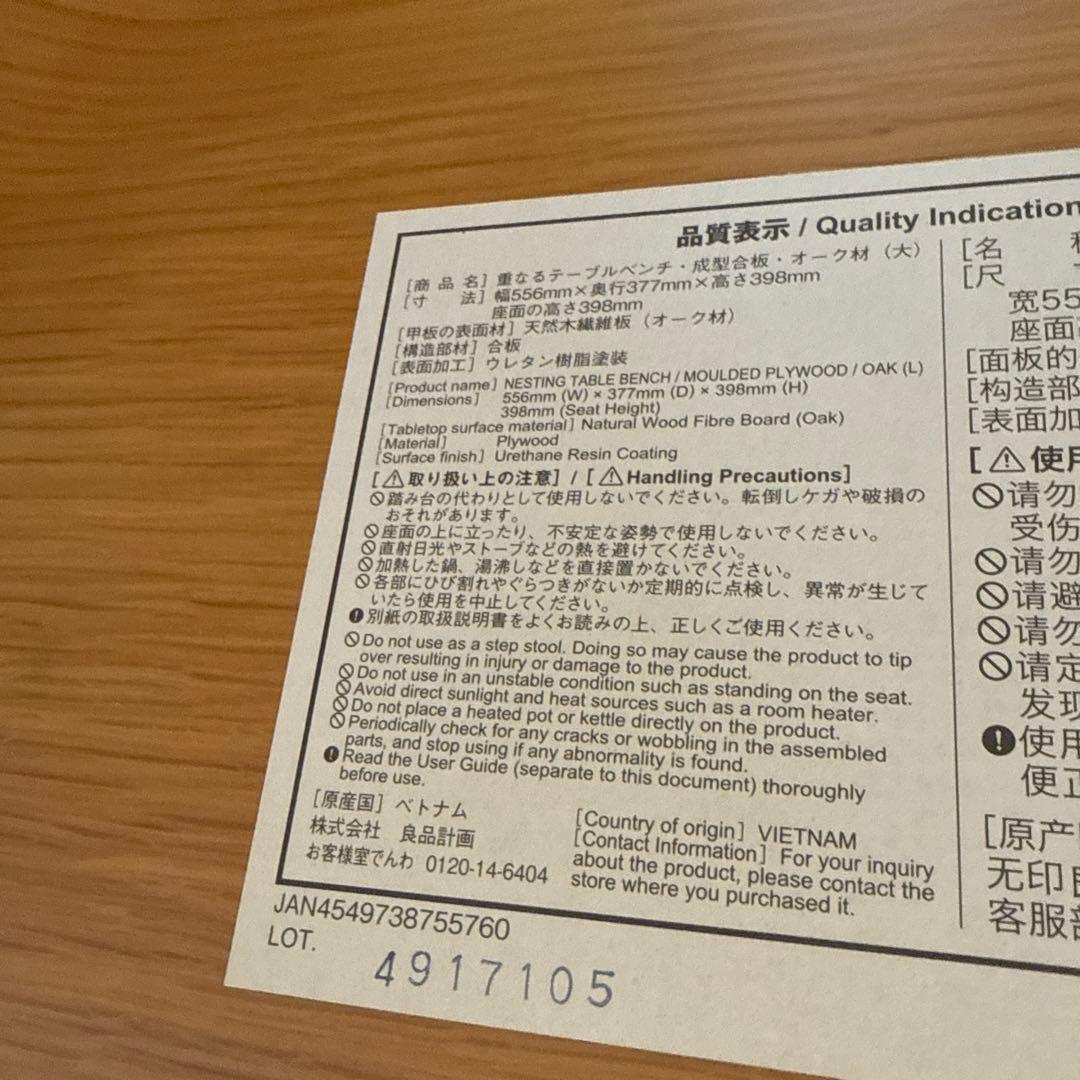 品質表示 / Quality Indication
[商品名] 重なるテーブルベンチ・成型合板・オーク材（大）
[寸法] 幅556mm×奥行377mm×高さ398mm
座面の高さ398mm
[甲板の表面材] 天然木繊維板（オーク材）
[構造部材] 合板
[表面加工] ウレタン樹脂塗装
[Product name] NESTING TABLE BENCH / MOULDED PLYWOOD / OAK (L)
[Dimensions] 556mm (W) × 377mm (D) × 398mm (H)
398mm (Seat Height)
[Tabletop surface material] Natural Wood Fibre Board (Oak)
[Material] Plywood
[Surface finish] Urethane Resin Coating
[⚠取り扱い上の注意] / [⚠Handling Precautions]
🚫踏み台の代わりとして使用しないでください。転倒しケガや破損の
おそれがあります。
🚫座面の上に立ったり、不安定な姿勢で使用しないでください。
🚫直射日光やストーブなどの熱を避けてください。
🚫加熱した鍋、湯沸しなどを直接置かないでください。
🚫各部にひび割れやぐらつきがないか定期的に点検し、異常が生じて
いたら使用を中止してください。
❗別紙の取扱説明書をよくお読みの上、正しくご使用ください。
🚫Do not use as a step stool. Doing so may cause the product to tip
over resulting in injury or damage to the product.
🚫Do not use in an unstable condition such as standing on the seat.
🚫Avoid direct sunlight and heat sources such as a room heater.
🚫Do not place a heated pot or kettle directly on the product.
🚫Periodically check for any cracks or wobbling in the assembled
parts, and stop using if any abnormality is found.
❗Read the User Guide (separate to this document) thoroughly
before use.
[原産国] ベトナム
株式会社 良品計画
お客様室でんわ 0120-14-6404
[Country of origin] VIETNAM
[Contact Information] For your inquiry
about the product, please contact the
store where you purchased it.
[名
[尺
宽55
座面
[面板的
[构造部
[表面加
[⚠使用
🚫请勿
受伤
🚫请勿
🚫请避
🚫请勿
🚫请定
发现
❗使用
便正
[原产
无印良
客服部
JAN4549738755760
LOT.
4917105